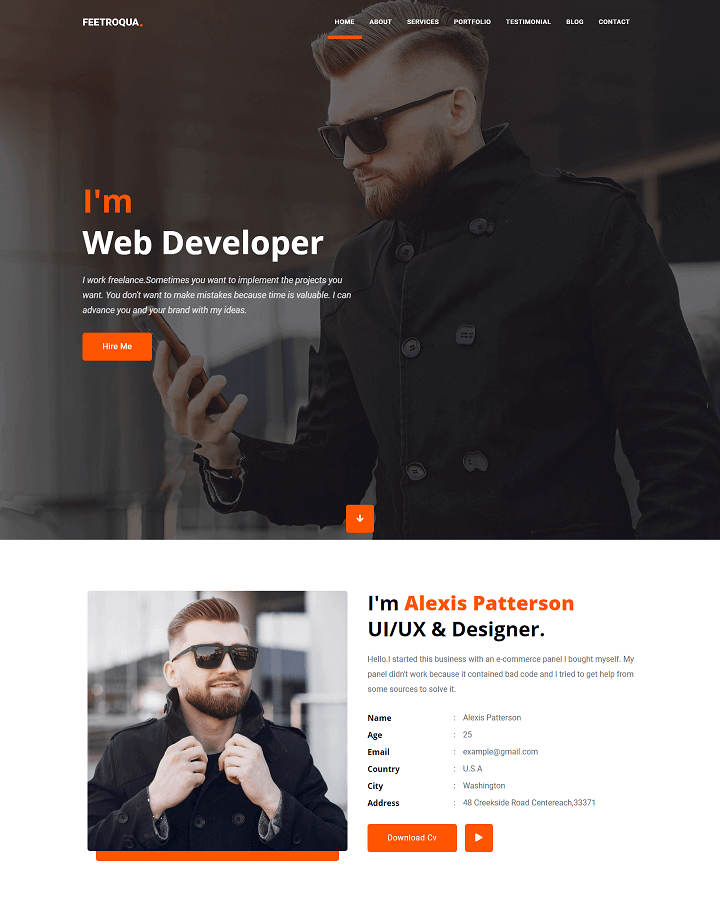 FEETROQUA.
HOME ABOUT SERVICES PORTFOLIO TESTIMONIAL BLOG CONTACT
I'm
Web Developer
I work freelance.Sometimes you want to implement the projects you
want. You don't want to make mistakes because time is valuable. I can
advance you and your brand with my ideas.
Hire Me
I'm Alexis Patterson
UI/UX & Designer.
Hello.I started this business with an e-commerce panel I bought myself. My
panel didn't work because it contained bad code and I tried to get help from
some sources to solve it.
Name : Alexis Patterson
Age : 25
Email : example@gmail.com
Country : U.S.A
City : Washington
Address : 48 Creekside Road Centereach,33371
Download Cv